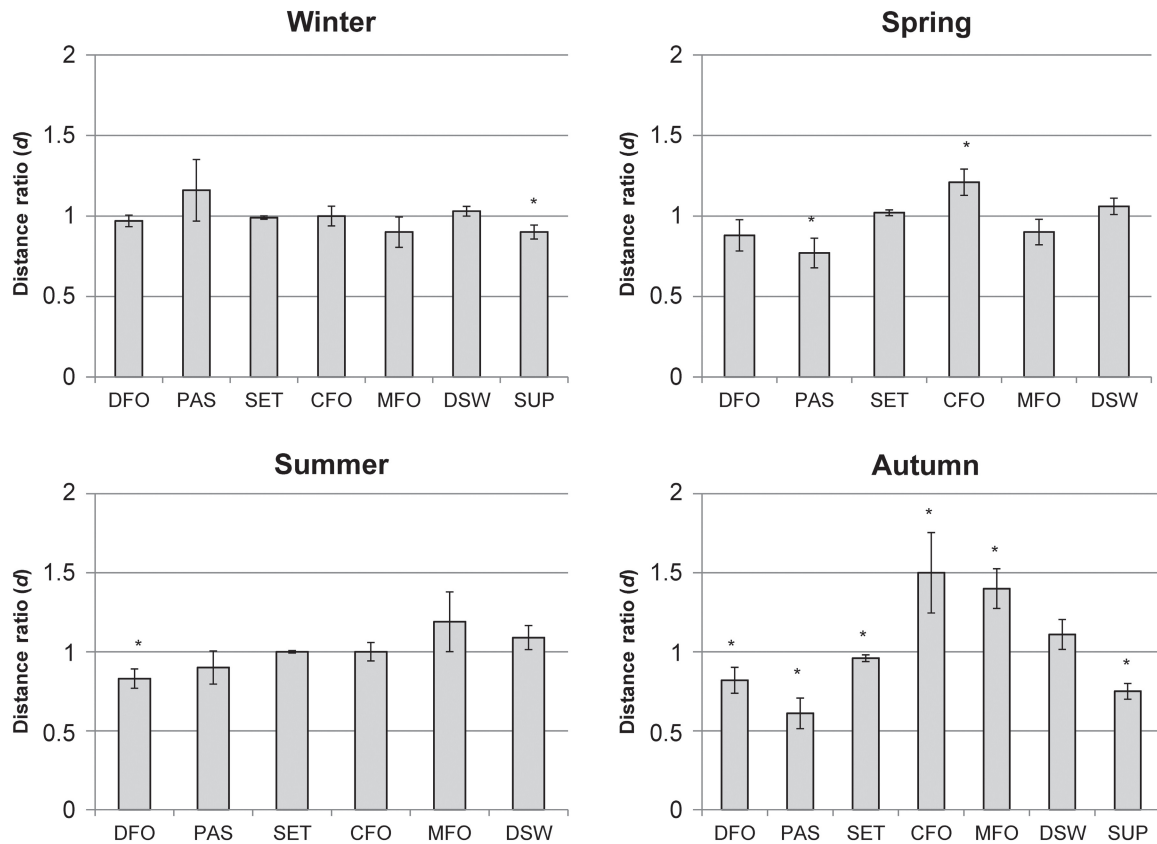 Winter
Distance ratio (d)
2
1.5
1
0.5
0
*
DFO PAS SET CFO MFO DSW SUP
Spring
Distance ratio (d)
2
1.5
1
0.5
0
* *
DFO PAS SET CFO MFO DSW
Summer
Distance ratio (d)
2
1.5
1
0.5
0
*
DFO PAS SET CFO MFO DSW
Autumn
Distance ratio (d)
2
1.5
1
0.5
0
* * * * * *
DFO PAS SET CFO MFO DSW SUP